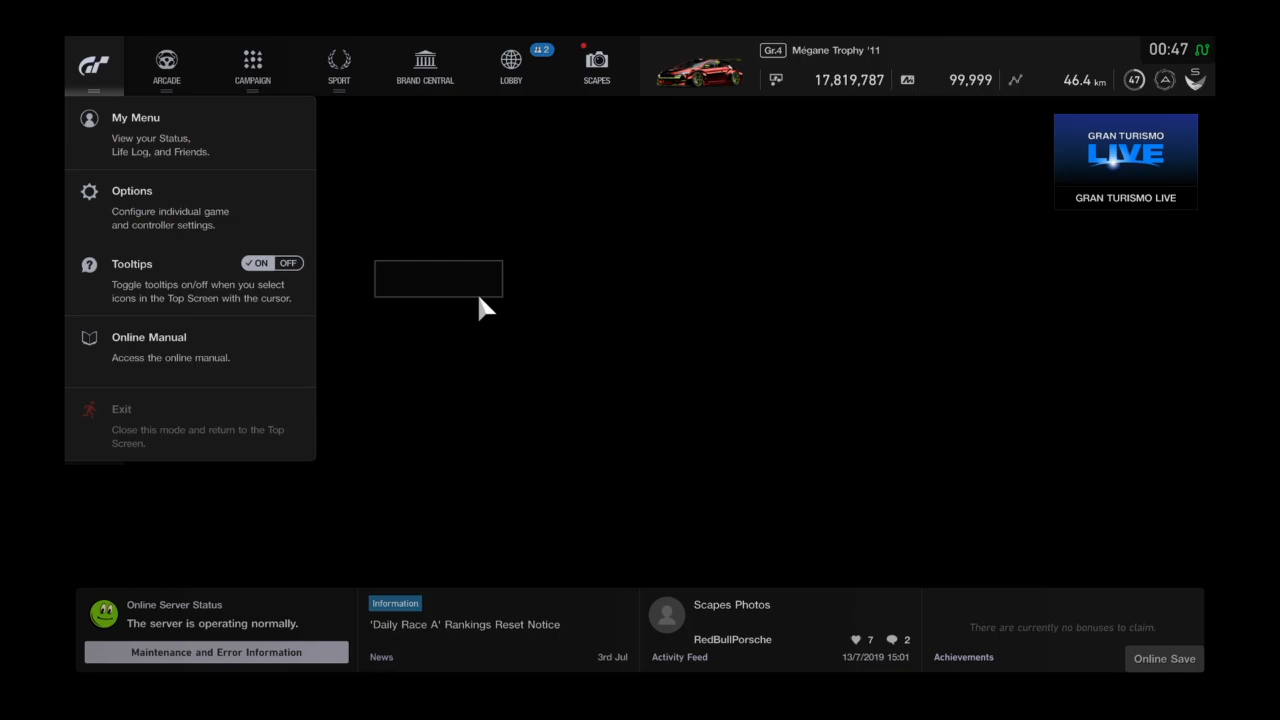 ARCADE
CAMPAIGN
SPORT
BRAND CENTRAL
LOBBY
2
SCAPES
Gr.4 Mégane Trophy '11
17,819,787
99,999
46.4 km
47
A
S
00:47
My Menu
View your Status,
Life Log, and Friends.
Options
Configure individual game
and controller settings.
Tooltips
ON OFF
Toggle tooltips on/off when you select
icons in the Top Screen with the cursor.
Online Manual
Access the online manual.
Exit
Close this mode and return to the Top
Screen.
GRAN TURISMO
LIVE
GRAN TURISMO LIVE
Online Server Status
The server is operating normally.
Maintenance and Error Information
Information
'Daily Race A' Rankings Reset Notice
News 3rd Jul
Scapes Photos
RedBullPorsche 7 2
Activity Feed 13/7/2019 15:01
There are currently no bonuses to claim.
Achievements
Online Save